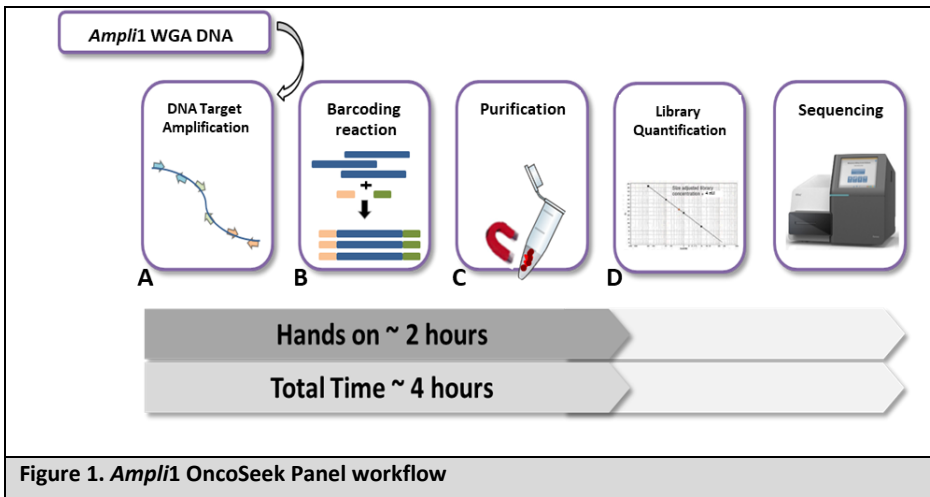 Ampli1 WGA DNA
DNA Target
Amplification
Barcoding
reaction
+
Purification
Library
Quantification
Sequencing
A
B
C
D
Hands on ~ 2 hours
Total Time ~ 4 hours
Figure 1. Ampli1 OncoSeek Panel workflow